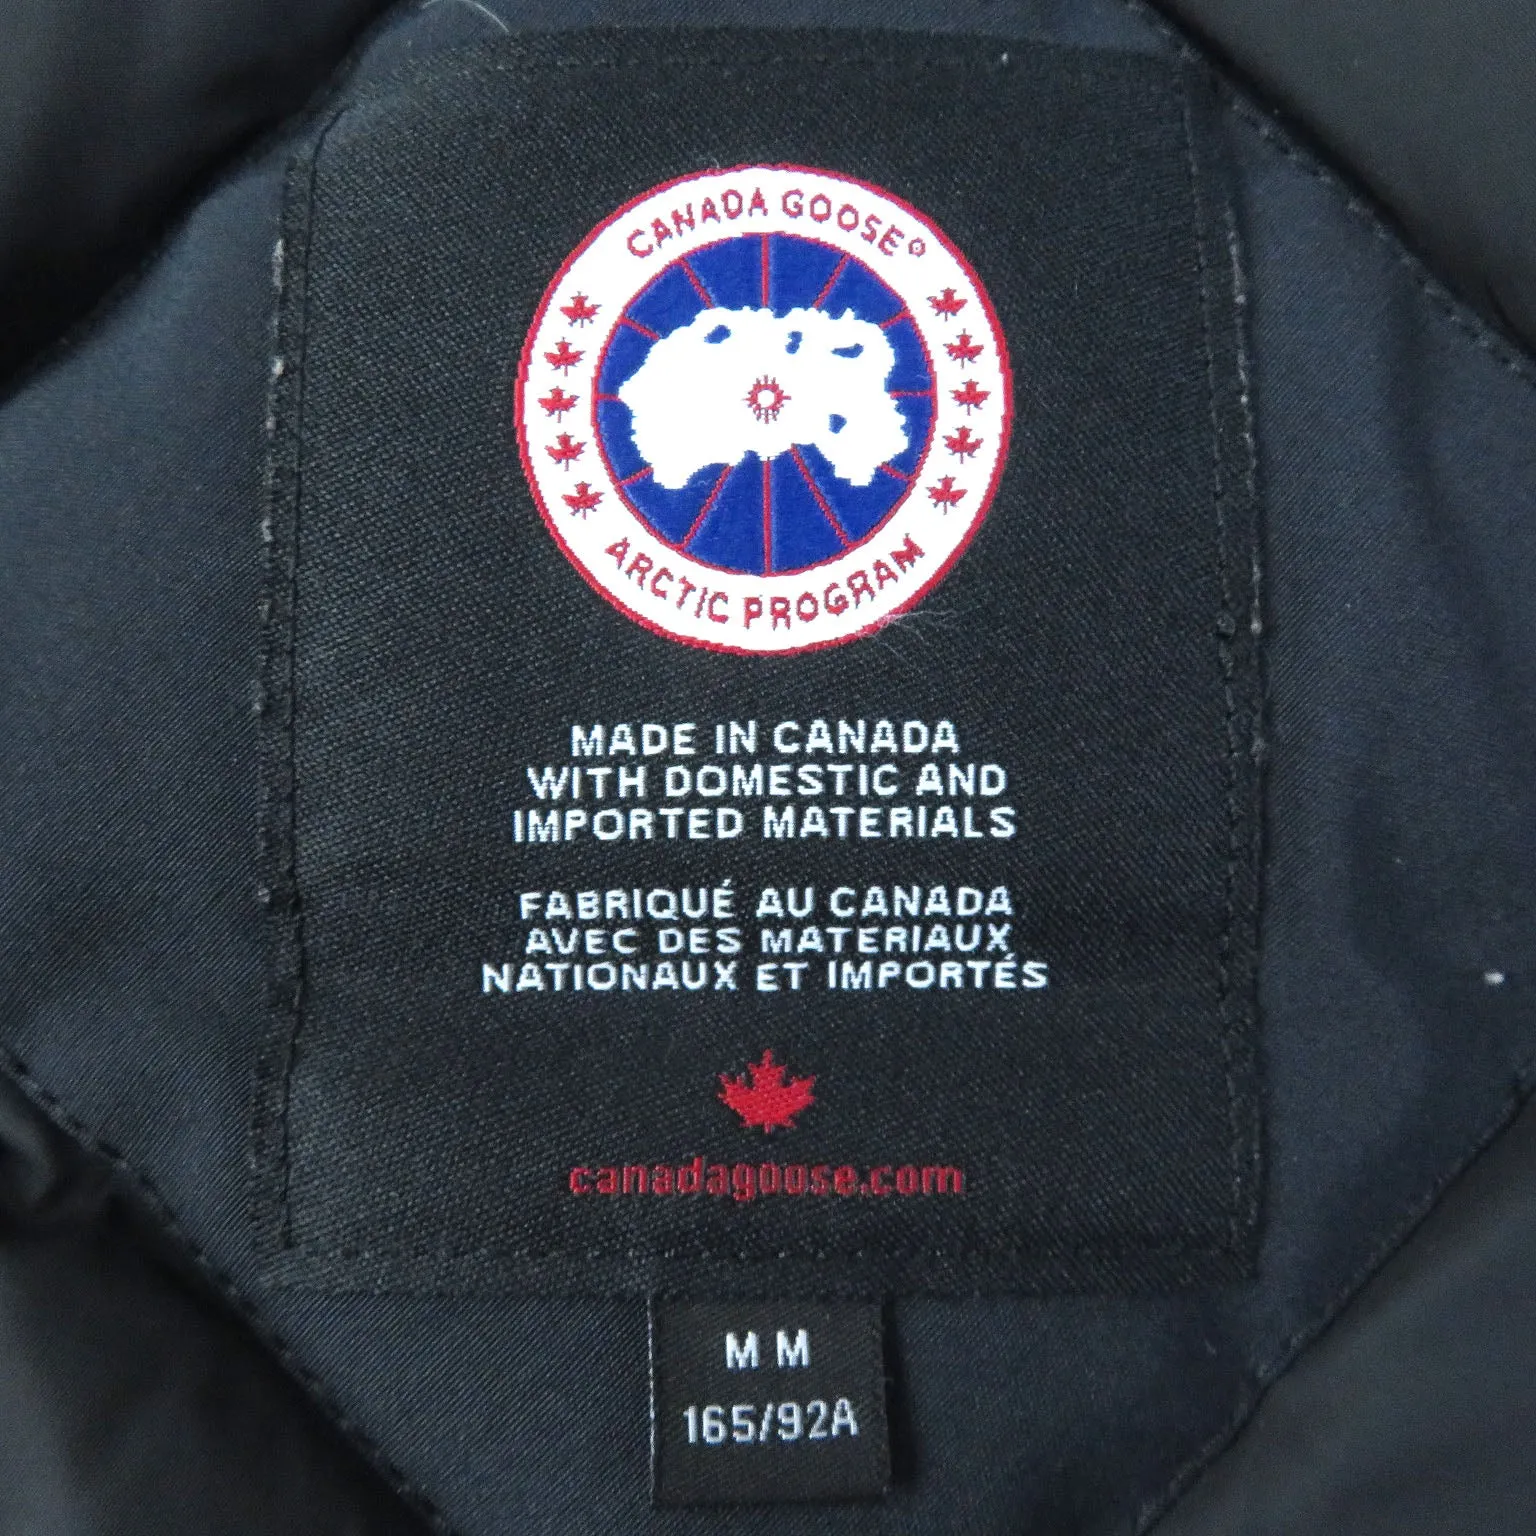 CANADA GOOSE®
ARCTIC PROGRAM
MADE IN CANADA
WITH DOMESTIC AND
IMPORTED MATERIALS
FABRIQUÉ AU CANADA
AVEC DES MATERIAUX
NATIONAUX ET IMPORTÉS
canadagoose.com
M M
165/92A